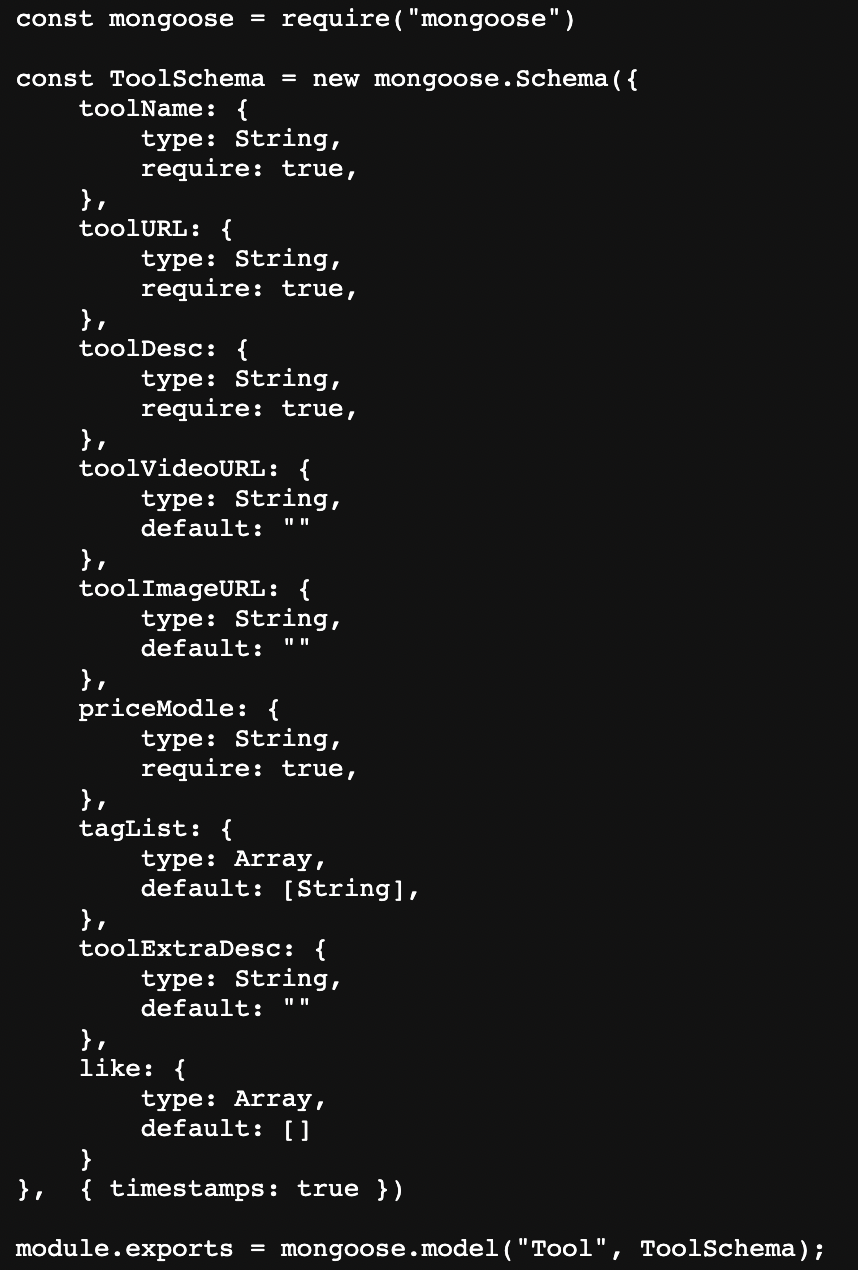 const mongoose = require("mongoose")

const ToolSchema = new mongoose.Schema({
    toolName: {
        type: String,
        require: true,
    },
    toolURL: {
        type: String,
        require: true,
    },
    toolDesc: {
        type: String,
        require: true,
    },
    toolVideoURL: {
        type: String,
        default: ""
    },
    toolImageURL: {
        type: String,
        default: ""
    },
    priceModle: {
        type: String,
        require: true,
    },
    tagList: {
        type: Array,
        default: [String],
    },
    toolExtraDesc: {
        type: String,
        default: ""
    },
    like: {
        type: Array,
        default: []
    }
},  { timestamps: true })

module.exports = mongoose.model("Tool", ToolSchema);